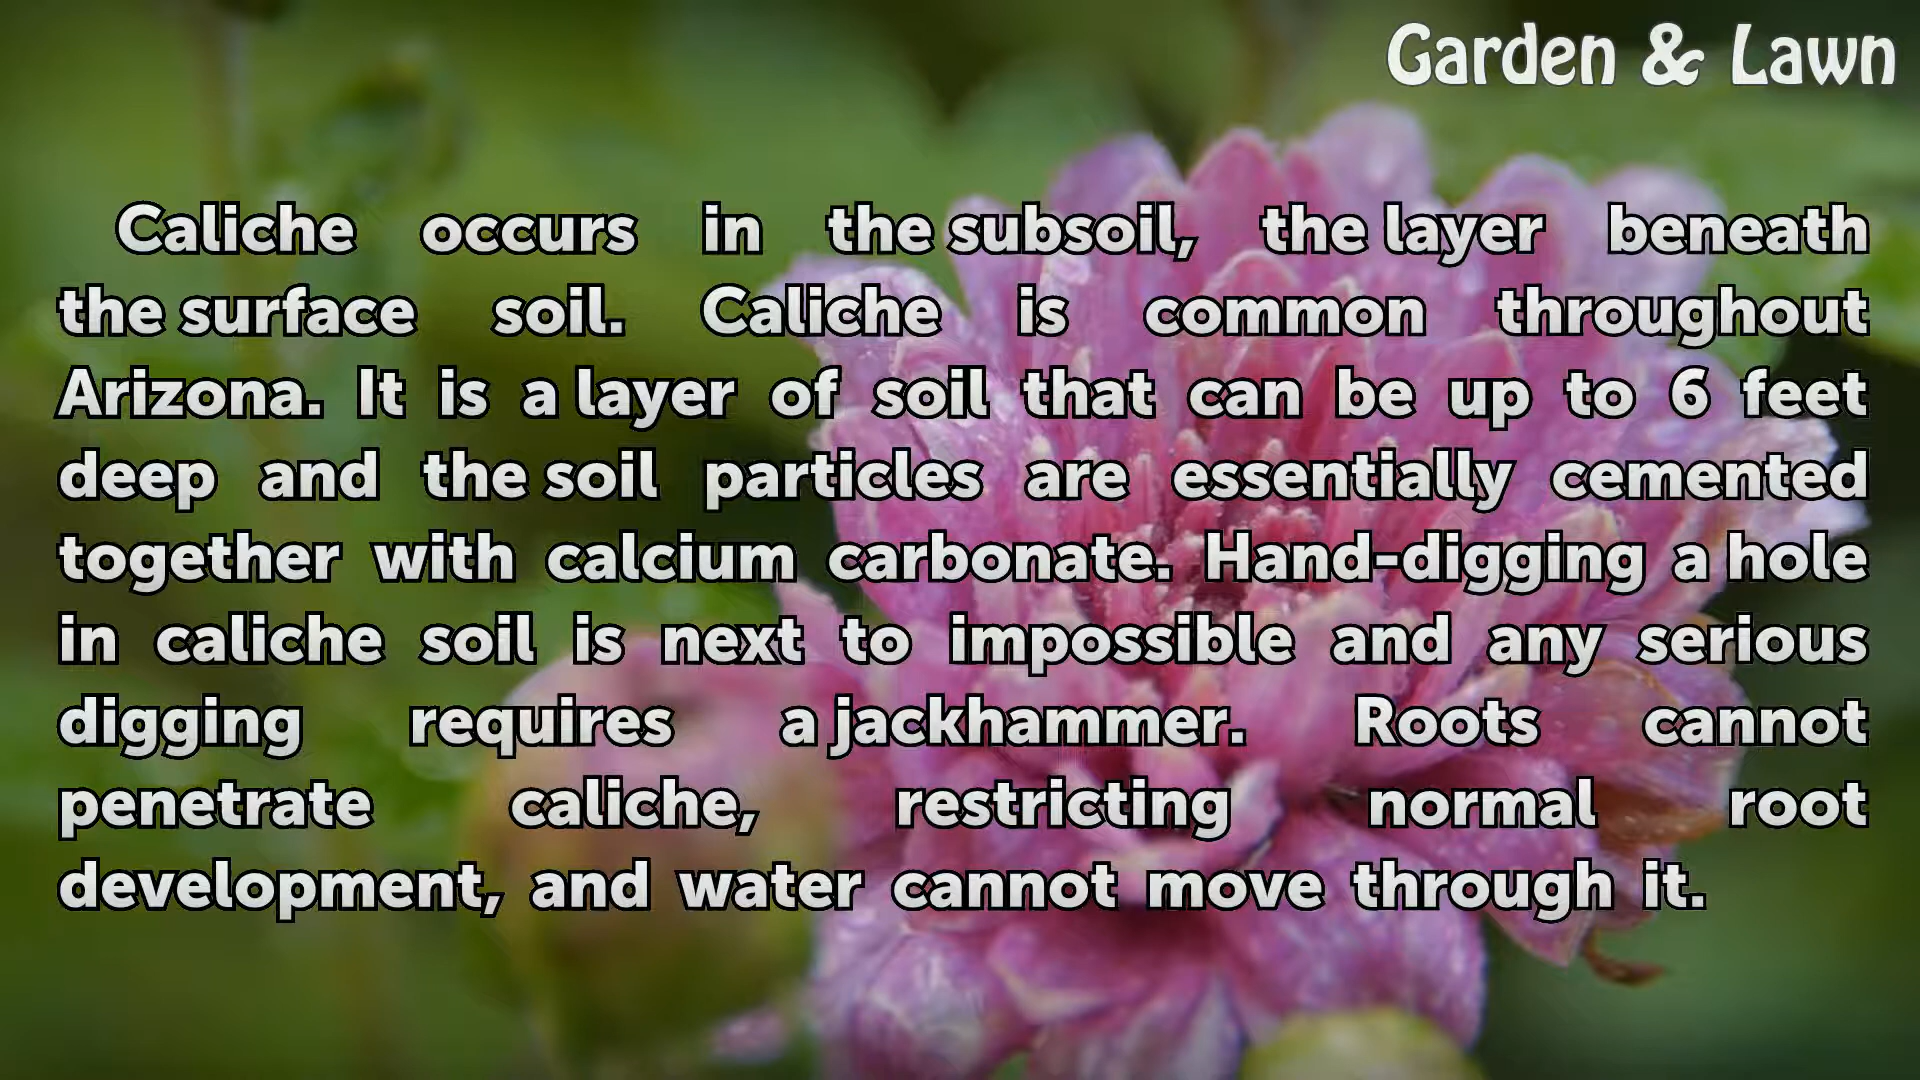 Garden & Lawn
Caliche occurs in the subsoil, the layer beneath
the surface soil. Caliche is common throughout
Arizona. It is a layer of soil that can be up to 6 feet
deep and the soil particles are essentially cemented
together with calcium carbonate. Hand-digging a hole
in caliche soil is next to impossible and any serious
digging requires a jackhammer. Roots cannot
penetrate caliche, restricting normal root
development, and water cannot move through it.